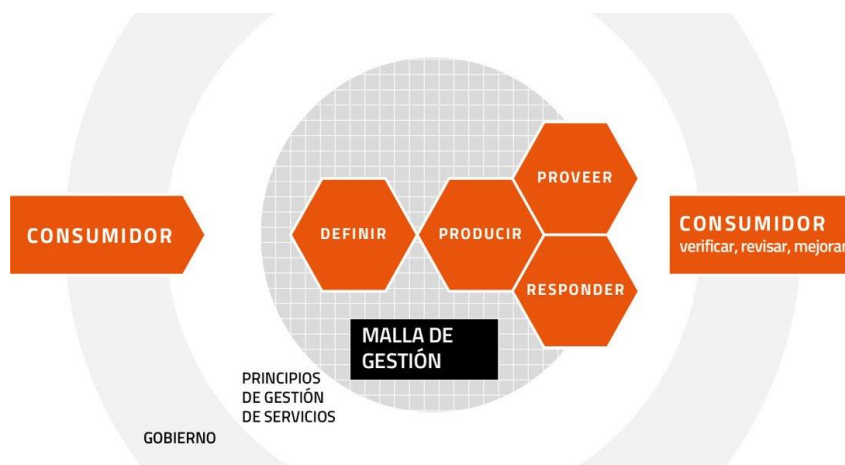 CONSUMIDOR
DEFINIR
PRODUCIR
PROVEER
RESPONDER
CONSUMIDOR
verificar, revisar, mejorar
MALLA DE
GESTIÓN
PRINCIPIOS
DE GESTIÓN
DE SERVICIOS
GOBIERNO